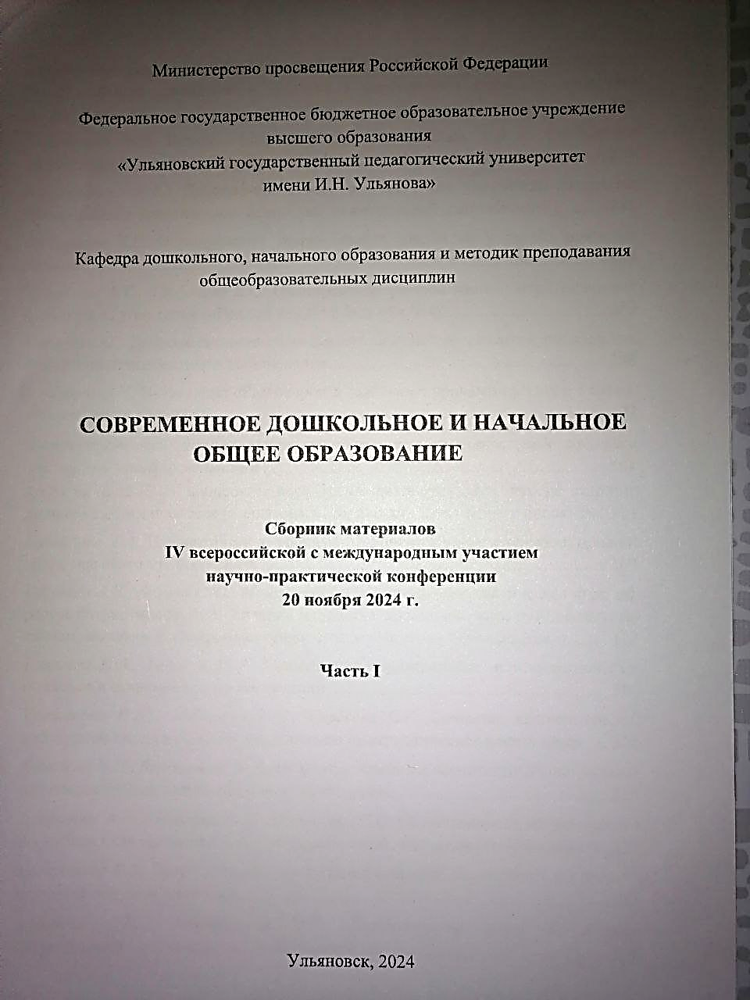 Министерство просвещения Российской Федерации
Федеральное государственное бюджетное образовательное учреждение
высшего образования
«Ульяновский государственный педагогический университет
имени И.Н. Ульянова»
Кафедра дошкольного, начального образования и методик преподавания
общеобразовательных дисциплин
СОВРЕМЕННОЕ ДОШКОЛЬНОЕ И НАЧАЛЬНОЕ
ОБЩЕЕ ОБРАЗОВАНИЕ
Сборник материалов
IV всероссийской с международным участием
научно-практической конференции
20 ноября 2024 г.
Часть I
Ульяновск, 2024